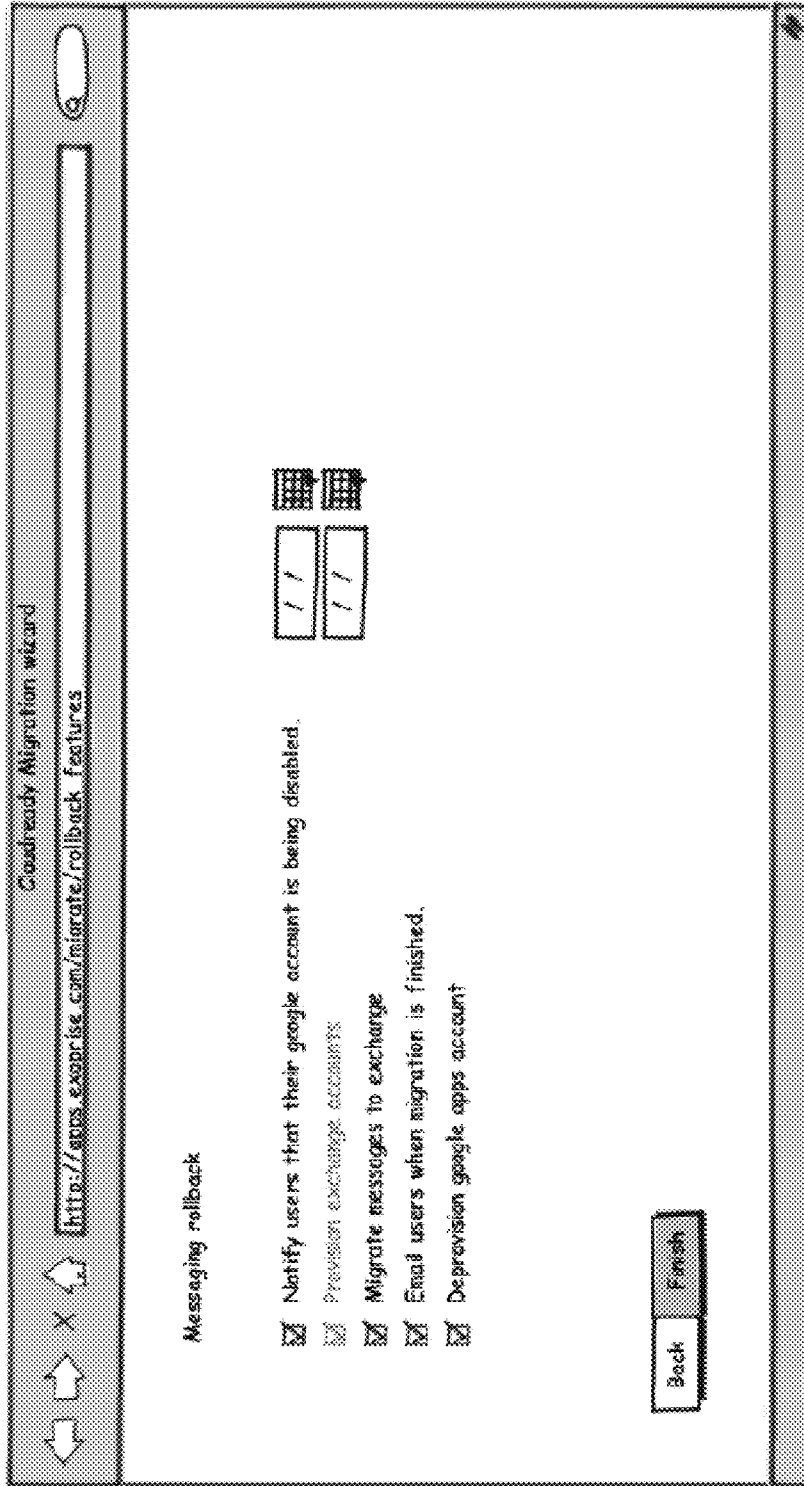 Cloudready Migration wizard
http://apps.exoprise.com/migrate/rollback_features
Messaging rollback
Notify users that their google account is being disabled.
/ /
Provision exchange accounts
/ /
Migrate messages to exchange
Email users when migration is finished.
Deprovision google apps account
Back
Finish